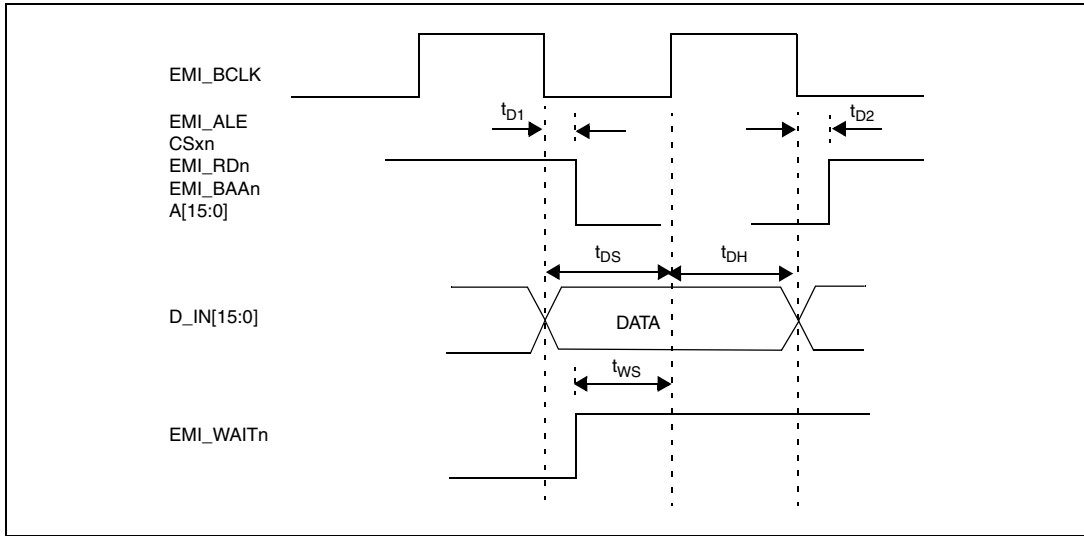 EMI_BCLK
EMI_ALE
CSxn
EMI_RDn
EMI_BAAn
A[15:0]
tD1
tD2
tDS
tDH
D_IN[15:0]
DATA
tWS
EMI_WAITn